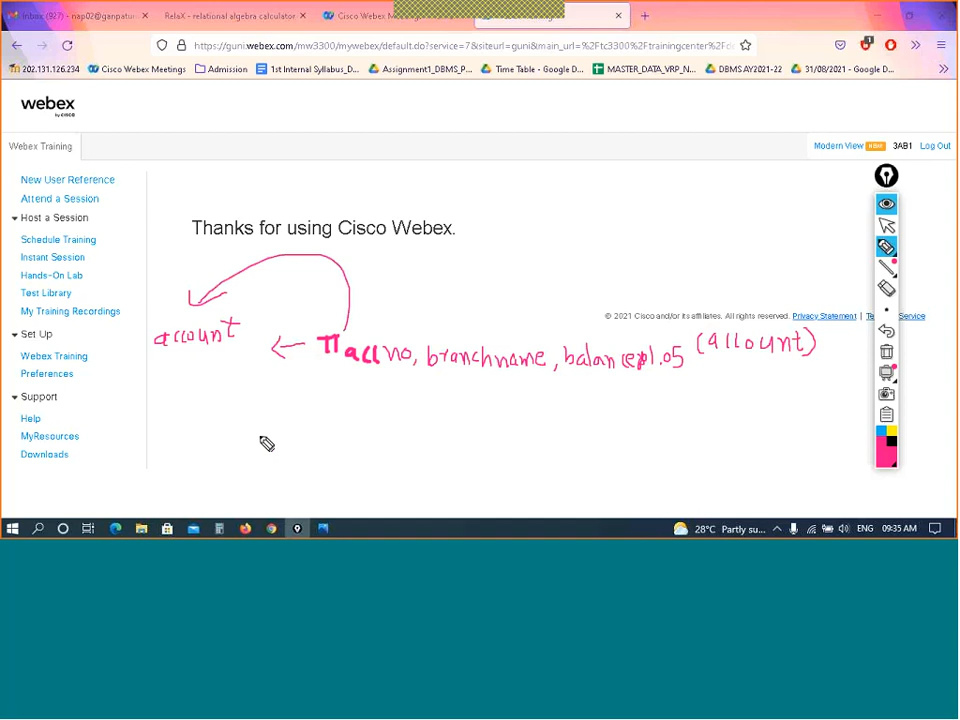 Inbox (927) - nap02@ganpatun
RelaX - relational algebra calculator
Cisco Webex Mee
https://guni.webex.com/mw3300/mywebex/default.do?service=7&siteurl=guni&main_url=%2Ftc3300%2Ftrainingcenter%2Fd
202.131.126.234 Cisco Webex Meetings Admission 1st Internal Syllabus_D... Assignment1_DBMS_P... Time Table - Google D... MASTER_DATA_VRP_N... DBMS AY2021-22 31/08/2021 - Google D...
webex
by CISCO
Webex Training
Modern View NEW 3AB1 Log Out
New User Reference
Attend a Session
Host a Session
Schedule Training
Instant Session
Hands-On Lab
Test Library
My Training Recordings
Set Up
Webex Training
Preferences
Support
Help
MyResources
Downloads
Thanks for using Cisco Webex.
© 2021 Cisco and/or its affiliates. All rights reserved. Privacy Statement Service
account ← π accno, branchname, balance*1.05 (account)
28°C Partly su... ENG 09:35 AM